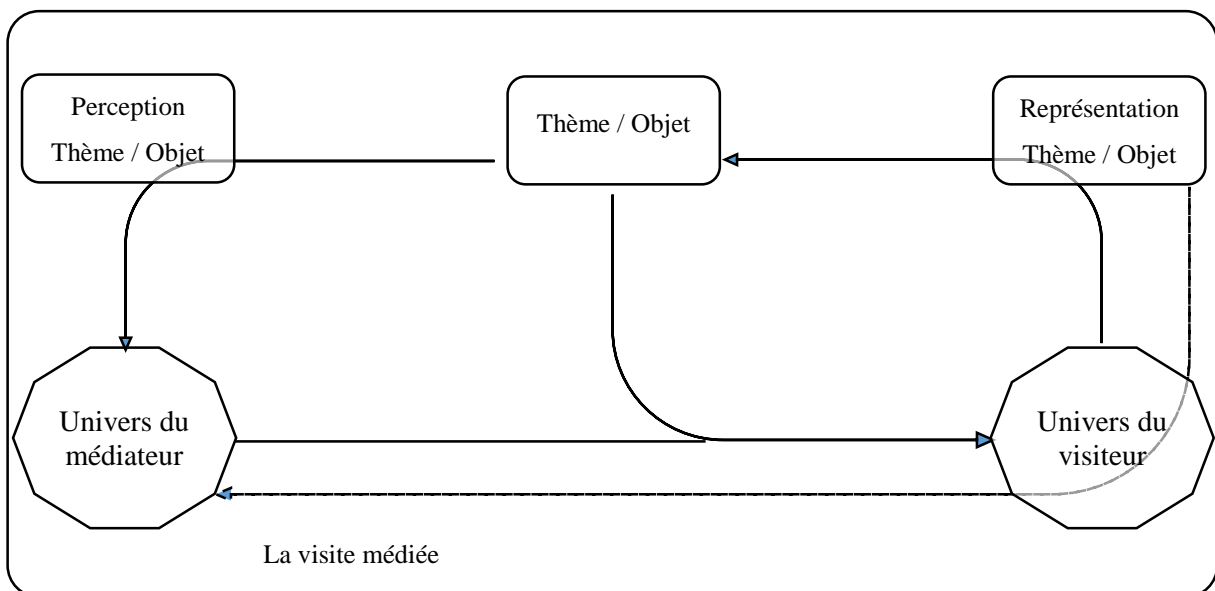 Perception
Thème / Objet
Thème / Objet
Représentation
Thème / Objet
Univers du
médiateur
Univers du
visiteur
La visite médiée